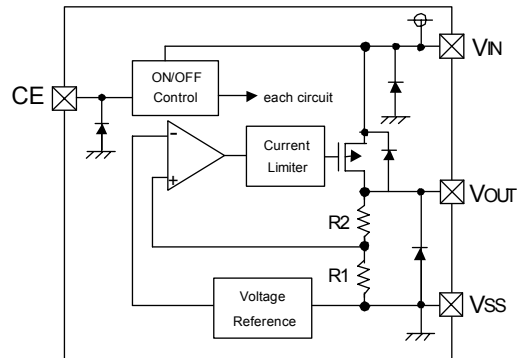 VIN
ON/OFF
Control
CE
each circuit
-
Current
Limiter
+
VOUT
R2
R1
Voltage
Reference
VSS